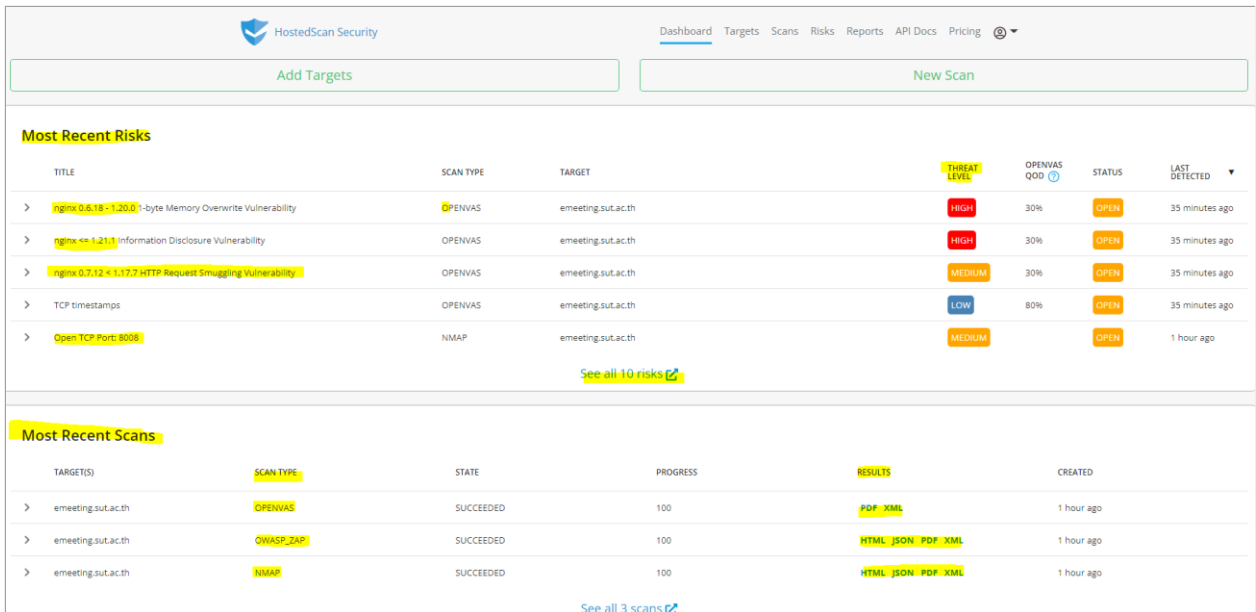 HostedScan Security
Dashboard Targets Scans Risks Reports API Docs Pricing
Add Targets New Scan
Most Recent Risks
TITLE SCAN TYPE TARGET THREAT LEVEL OPENVAS QOD ? STATUS LAST DETECTED
nginx 0.6.18 - 1.20.0 1-byte Memory Overwrite Vulnerability OPENVAS emeeting.sut.ac.th HIGH 30% OPEN 35 minutes ago
nginx <= 1.21.1 Information Disclosure Vulnerability OPENVAS emeeting.sut.ac.th HIGH 30% OPEN 35 minutes ago
nginx 0.7.12 < 1.17.7 HTTP Request Smuggling Vulnerability OPENVAS emeeting.sut.ac.th MEDIUM 30% OPEN 35 minutes ago
TCP timestamps OPENVAS emeeting.sut.ac.th LOW 80% OPEN 35 minutes ago
Open TCP Port: 8008 NMAP emeeting.sut.ac.th MEDIUM OPEN 1 hour ago
See all 10 risks
Most Recent Scans
TARGET(S) SCAN TYPE STATE PROGRESS RESULTS CREATED
emeeting.sut.ac.th OPENVAS SUCCEEDED 100 PDF XML 1 hour ago
emeeting.sut.ac.th OWASP_ZAP SUCCEEDED 100 HTML JSON PDF XML 1 hour ago
emeeting.sut.ac.th NMAP SUCCEEDED 100 HTML JSON PDF XML 1 hour ago
See all 3 scans